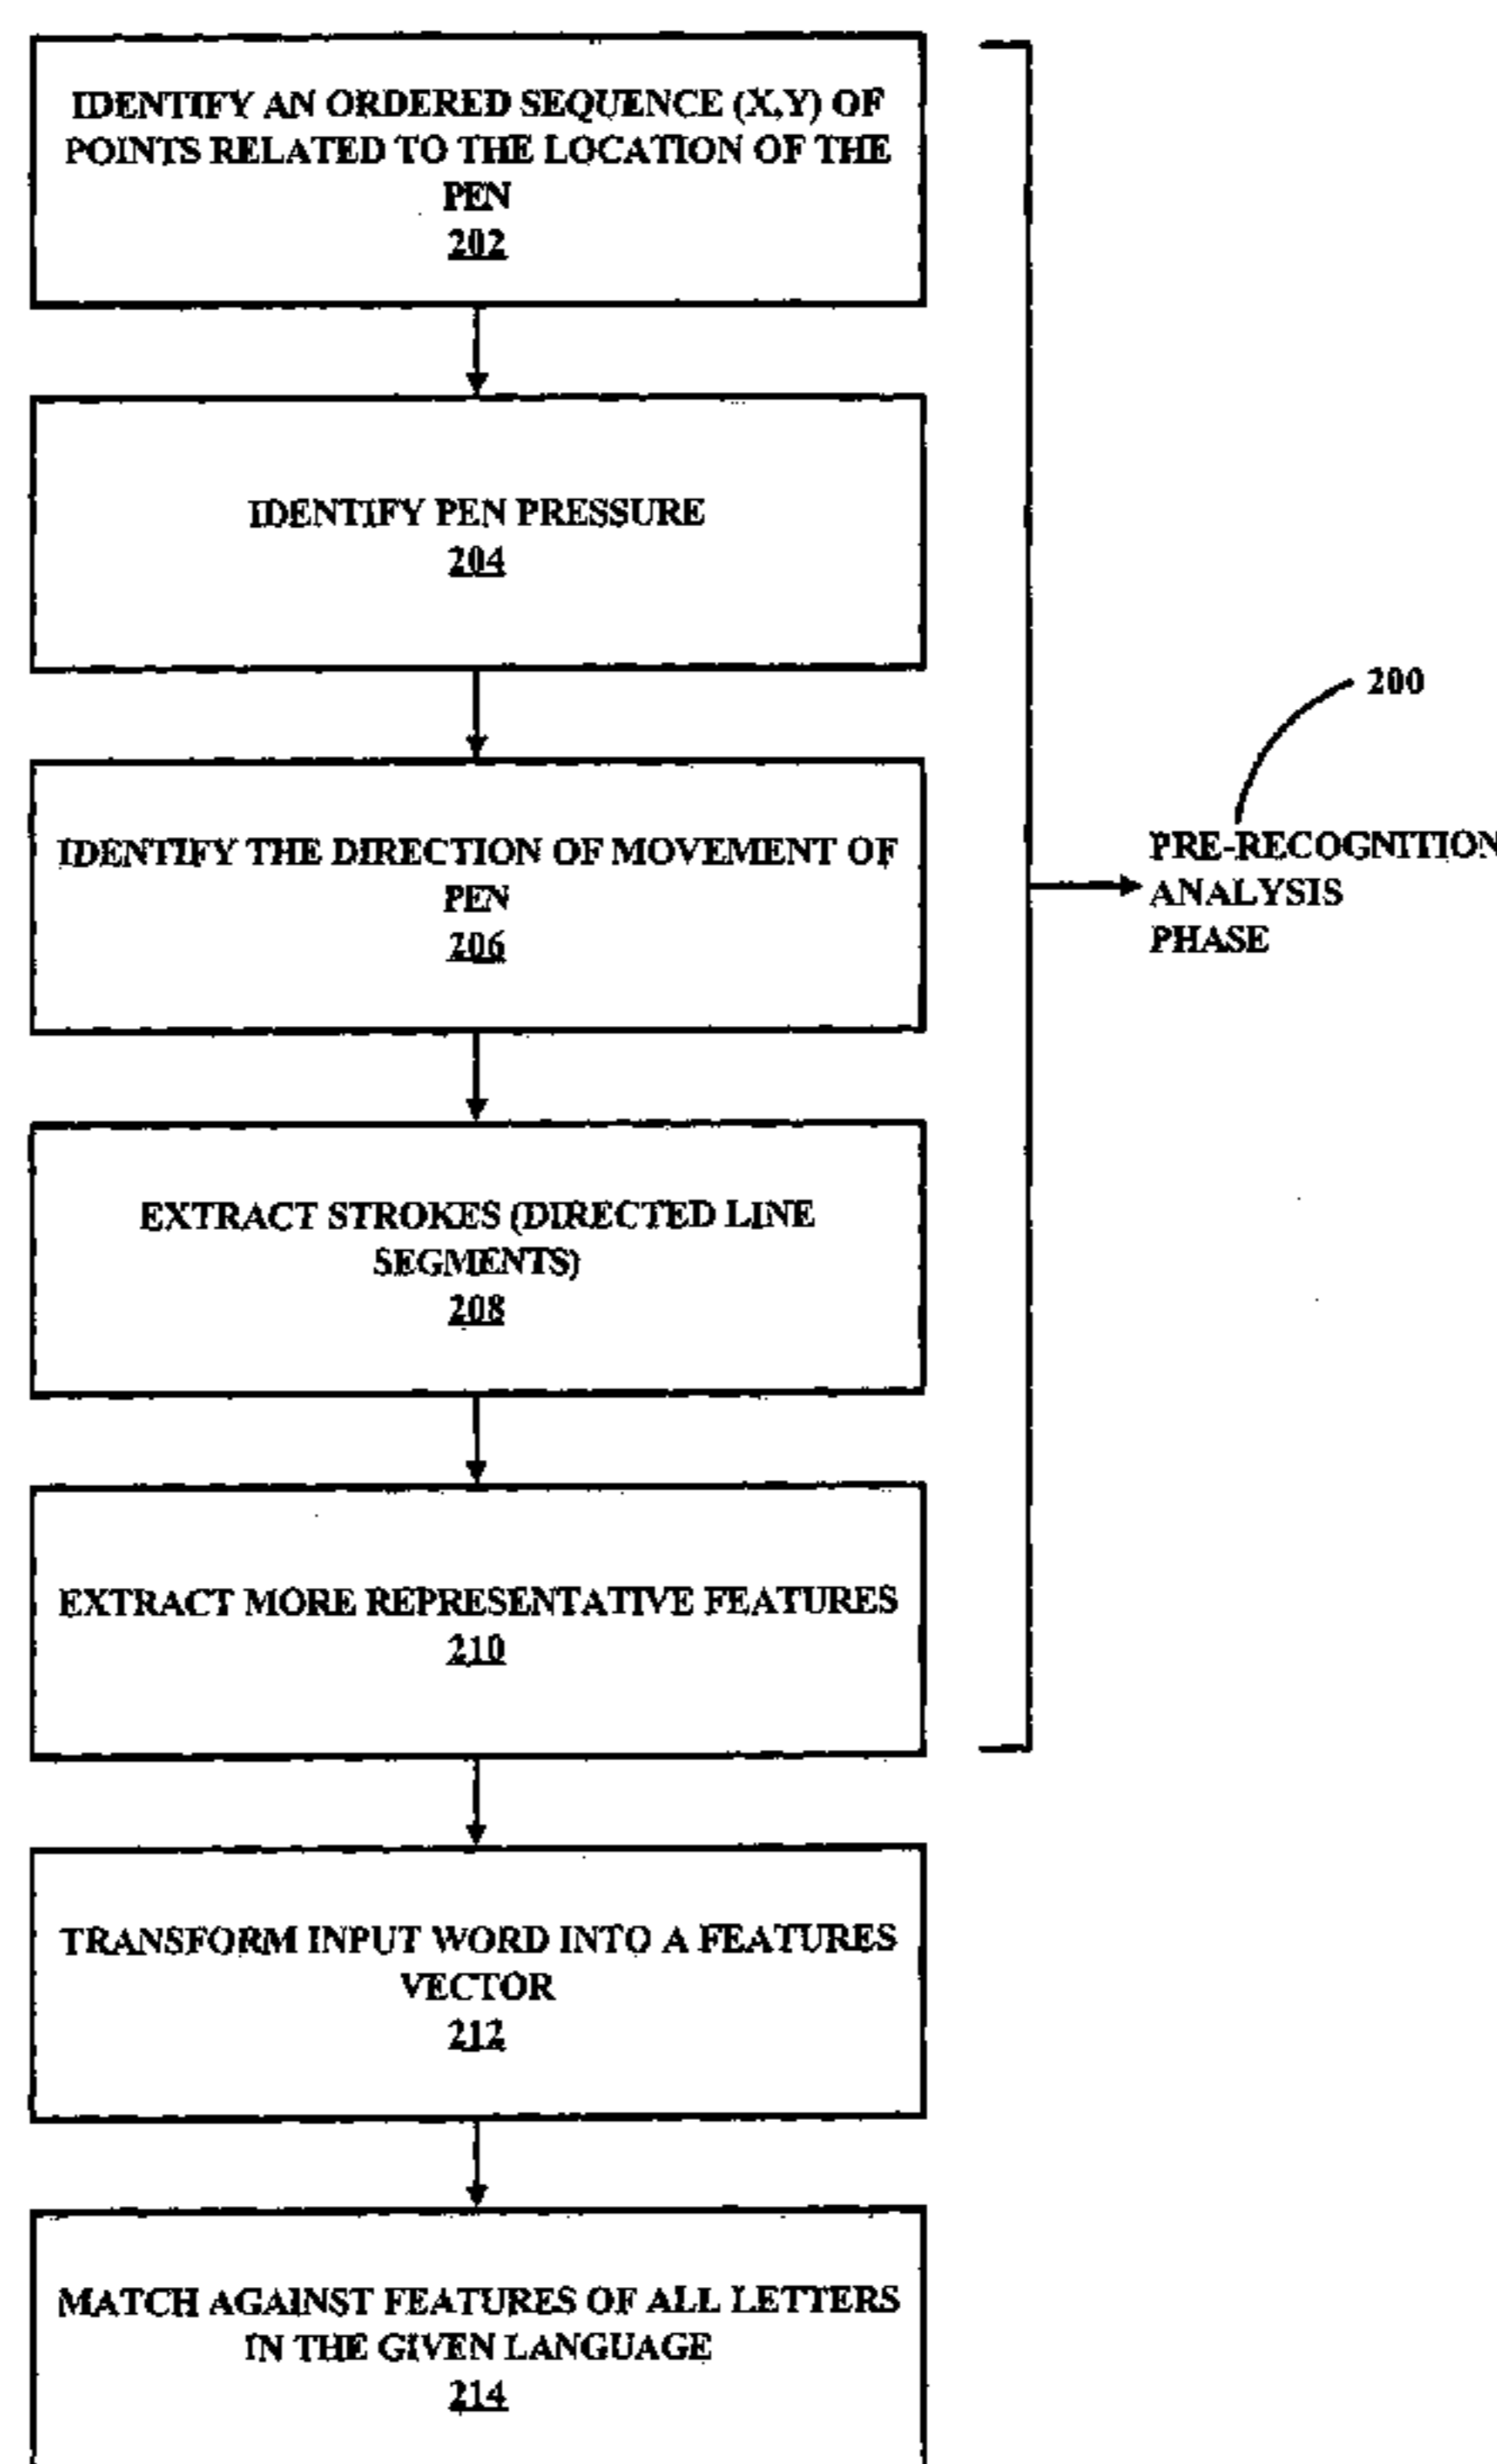 IDENTIFY AN ORDERED SEQUENCE (X,Y) OF
POINTS RELATED TO THE LOCATION OF THE
PEN
202
IDENTIFY PEN PRESSURE
204
IDENTIFY THE DIRECTION OF MOVEMENT OF
PEN
206
EXTRACT STROKES (DIRECTED LINE
SEGMENTS)
208
EXTRACT MORE REPRESENTATIVE FEATURES
210
TRANSFORM INPUT WORD INTO A FEATURES
VECTOR
212
MATCH AGAINST FEATURES OF ALL LETTERS
IN THE GIVEN LANGUAGE
214
200
PRE-RECOGNITION
ANALYSIS
PHASE